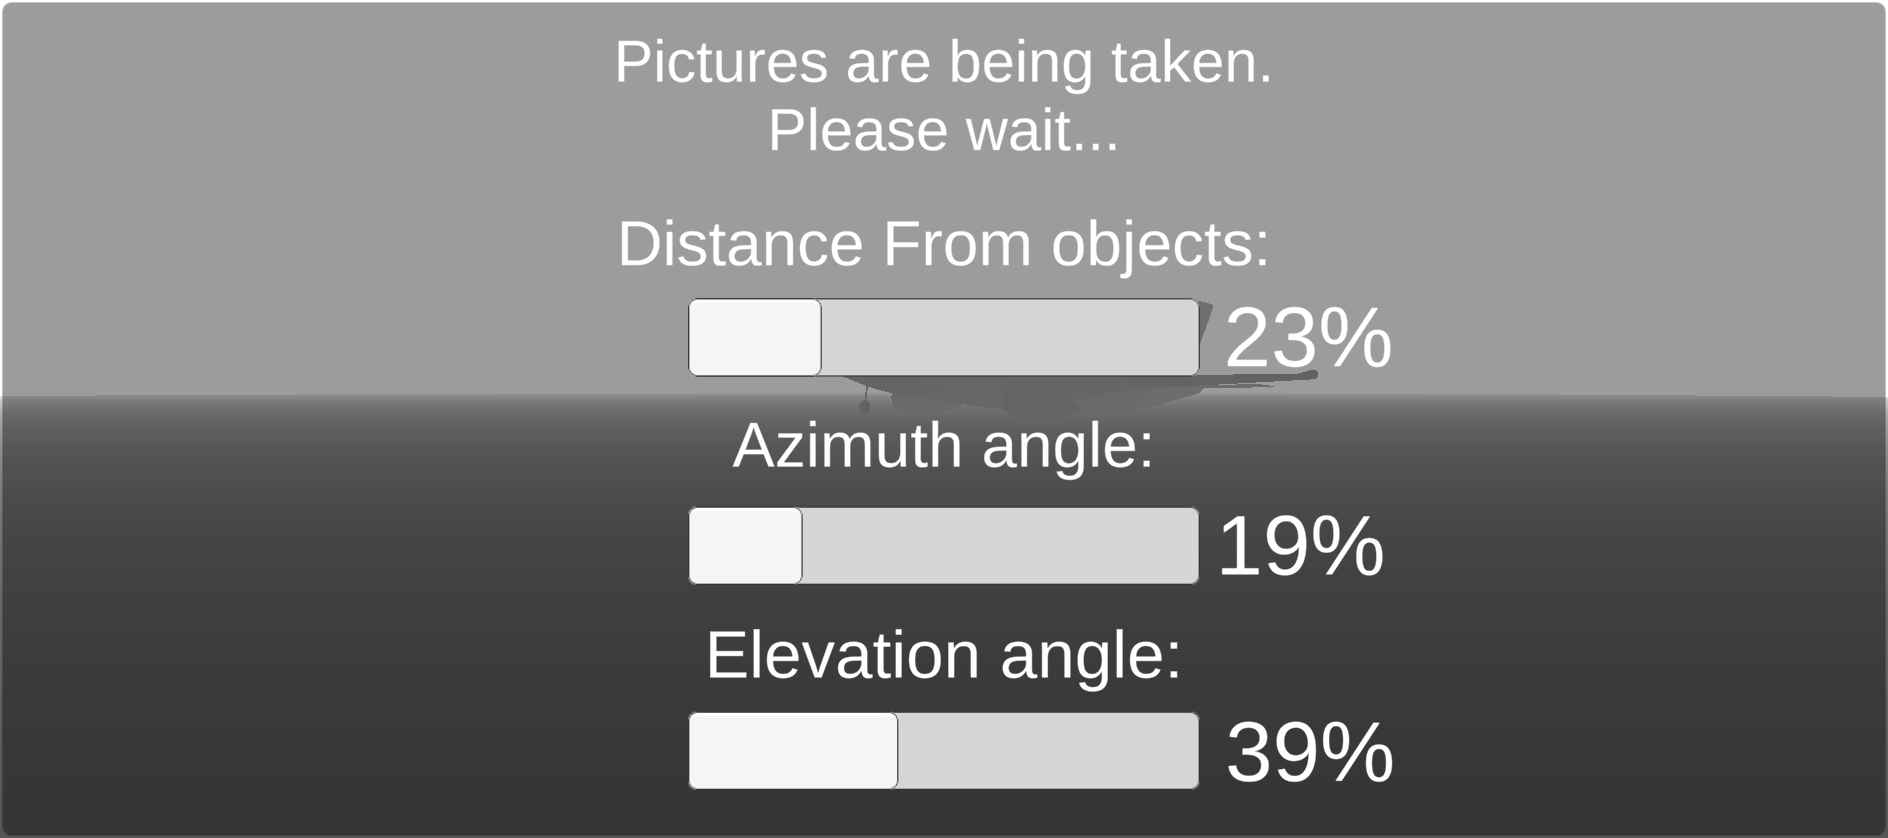 Pictures are being taken.
Please wait...
Distance From objects:
23%
Azimuth angle:
19%
Elevation angle:
39%